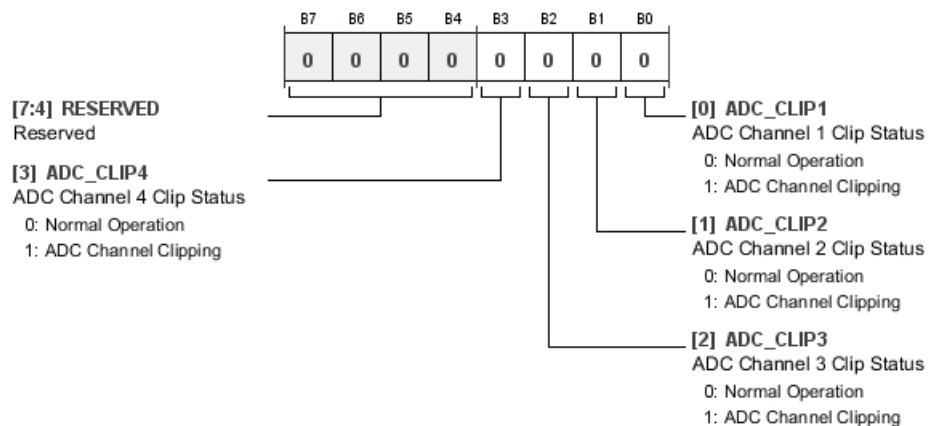 B7 B6 B5 B4 B3 B2 B1 B0
0 0 0 0 0 0 0 0
[7:4] RESERVED
Reserved
[3] ADC_CLIP4
ADC Channel 4 Clip Status
0: Normal Operation
1: ADC Channel Clipping
[0] ADC_CLIP1
ADC Channel 1 Clip Status
0: Normal Operation
1: ADC Channel Clipping
[1] ADC_CLIP2
ADC Channel 2 Clip Status
0: Normal Operation
1: ADC Channel Clipping
[2] ADC_CLIP3
ADC Channel 3 Clip Status
0: Normal Operation
1: ADC Channel Clipping